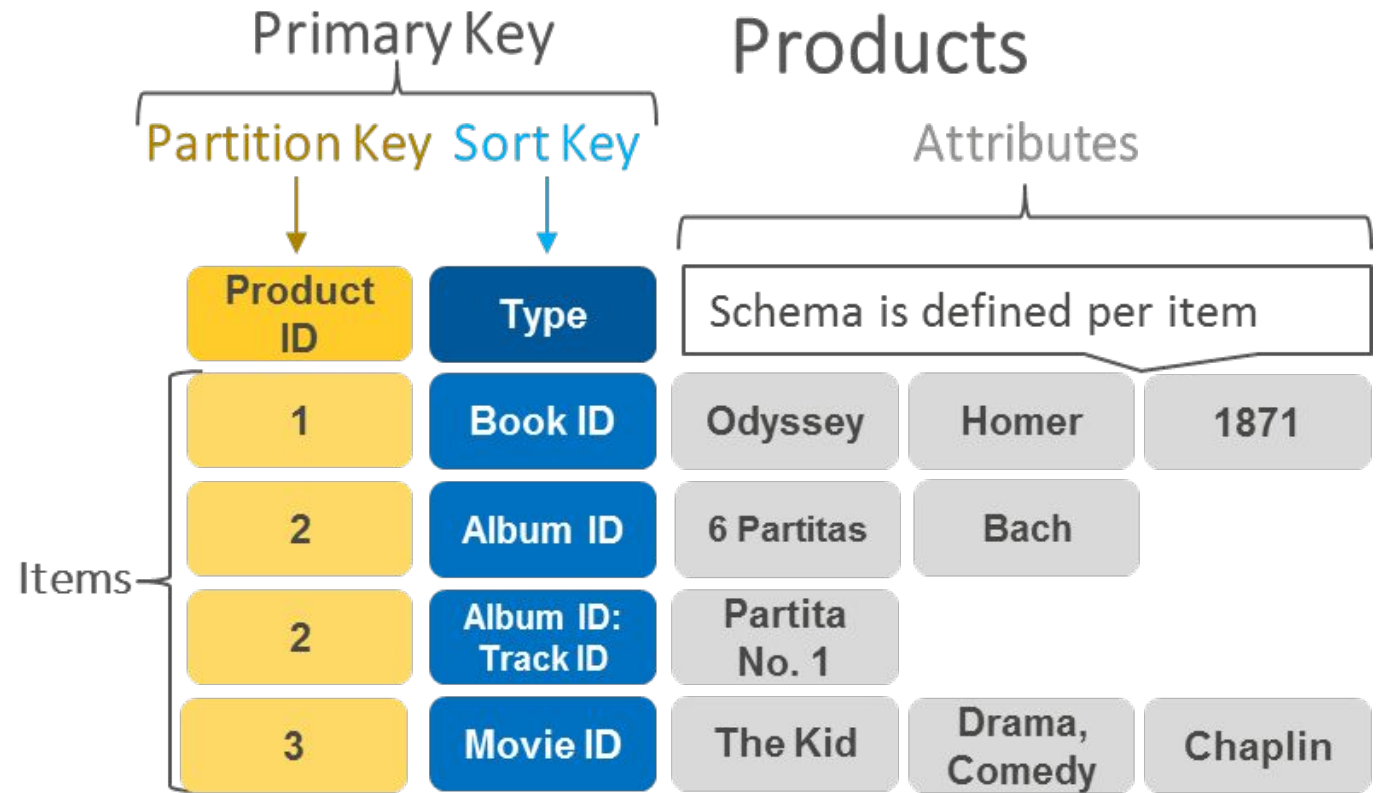 Primary Key
Products
Partition Key
Sort Key
Attributes
Product
ID
Type
Schema is defined per item
Items
1
Book ID
Odyssey
Homer
1871
2
Album ID
6 Partitas
Bach
2
Album ID:
Track ID
Partita
No. 1
3
Movie ID
The Kid
Drama,
Comedy
Chaplin